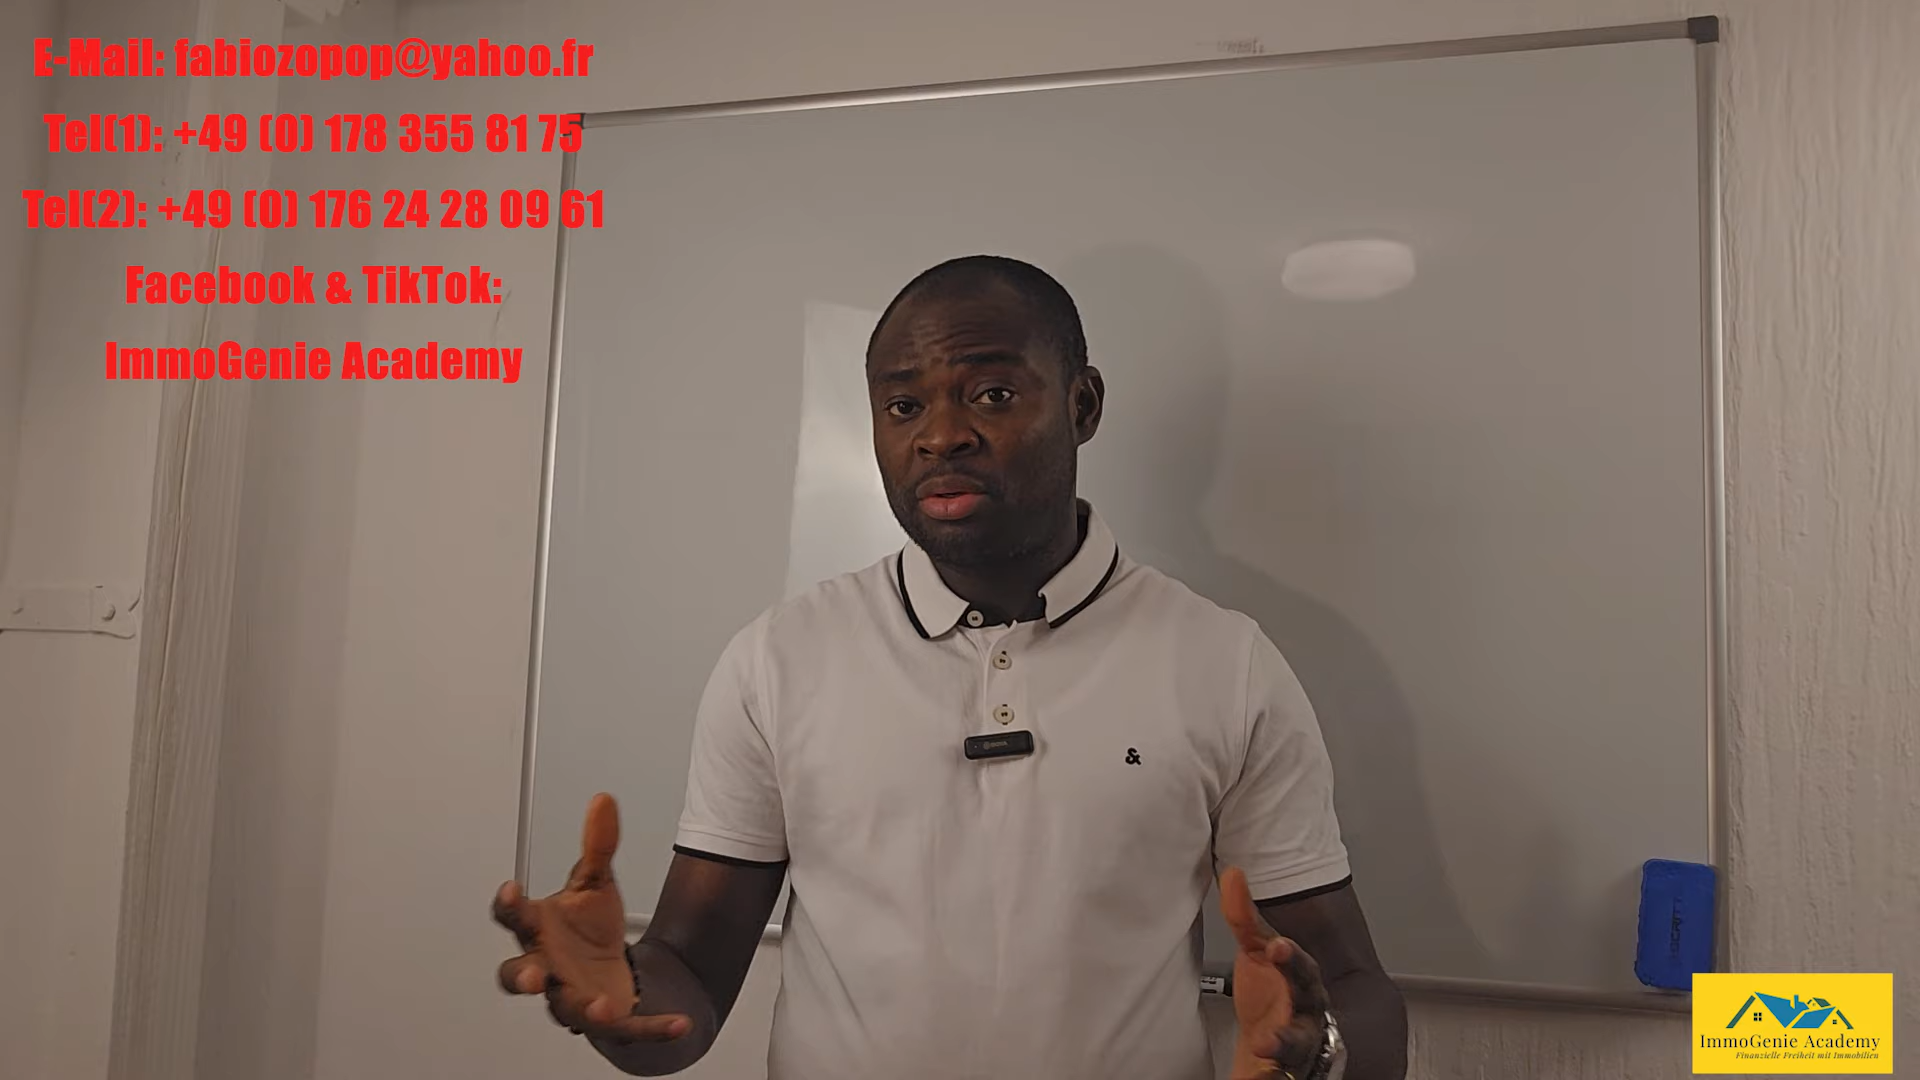 E-Mail: fabiozopop@yahoo.fr
Tel(1): +49 (0) 178 355 81 75
Tel(2): +49 (0) 176 24 28 09 61
Facebook & TikTok:
ImmoGenie Academy
&
ImmoGenie Academy
Finanzielle Freiheit mit Immobilien